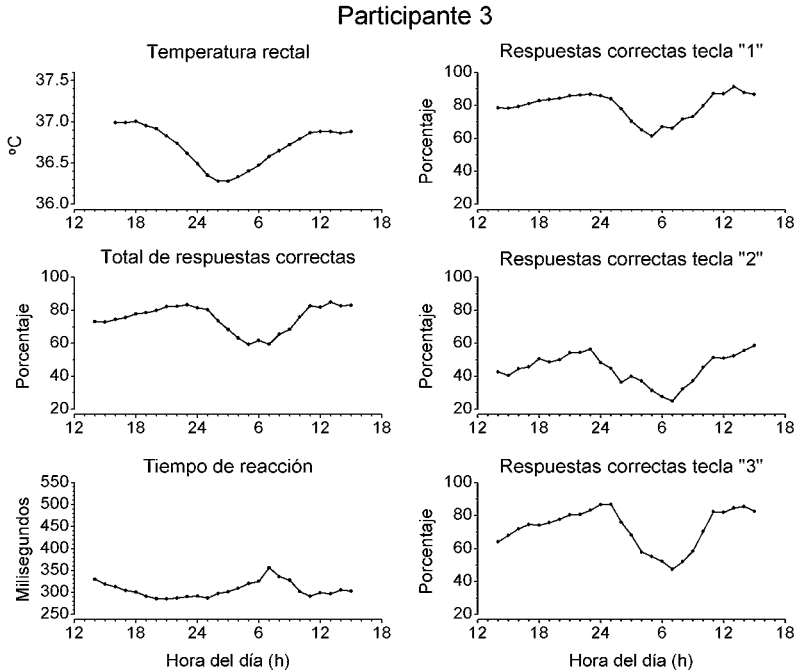 Participante 3
Temperatura rectal
37.5
37.0
36.5
36.0
ºC
12 18 24 6 12 18
Respuestas correctas tecla "1"
100
80
60
40
20
Porcentaje
12 18 24 6 12 18
Total de respuestas correctas
100
80
60
40
20
Porcentaje
12 18 24 6 12 18
Respuestas correctas tecla "2"
100
80
60
40
20
Porcentaje
12 18 24 6 12 18
Tiempo de reacción
550
500
450
400
350
300
250
Milisegundos
12 18 24 6 12 18
Hora del día (h)
Respuestas correctas tecla "3"
100
80
60
40
20
Porcentaje
12 18 24 6 12 18
Hora del día (h)